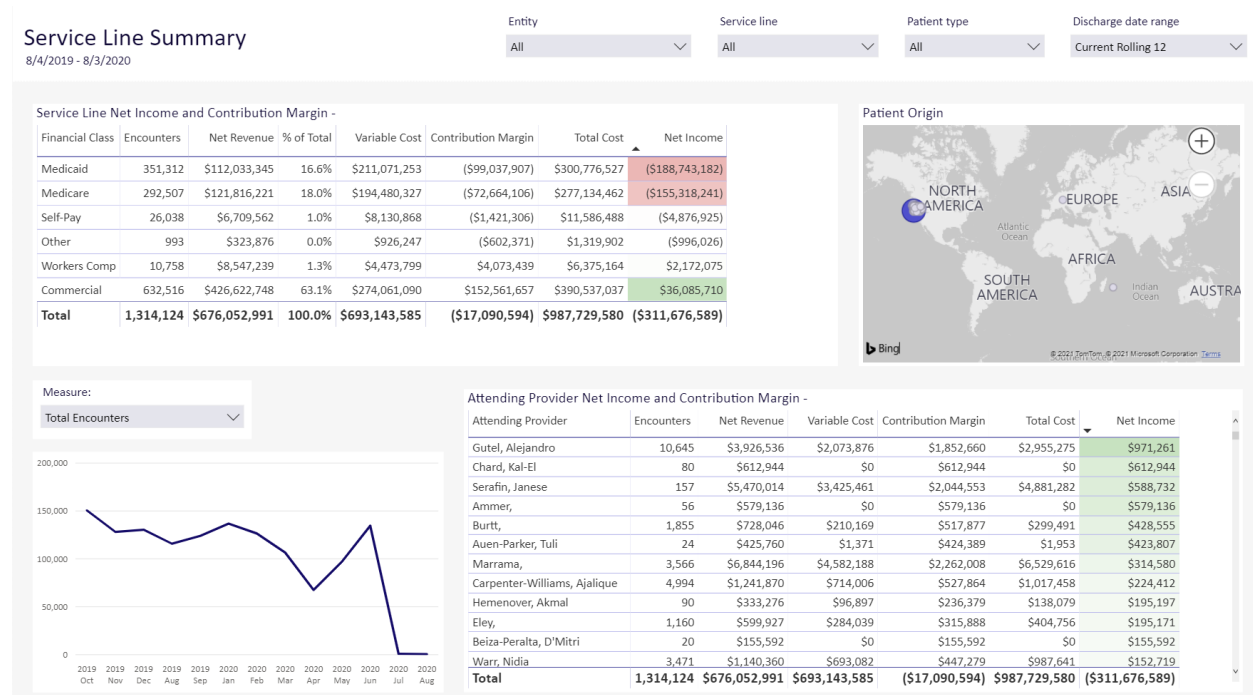 Service Line Summary
8/4/2019 - 8/3/2020
Entity
All
Service line
All
Patient type
All
Discharge date range
Current Rolling 12
Service Line Net Income and Contribution Margin -
Financial Class Encounters Net Revenue % of Total Variable Cost Contribution Margin Total Cost Net Income
Medicaid 351,312 $112,033,345 16.6% $211,071,253 ($99,037,907) $300,776,527 ($188,743,182)
Medicare 292,507 $121,816,221 18.0% $194,480,327 ($72,664,106) $277,134,462 ($155,318,241)
Self-Pay 26,038 $6,709,562 1.0% $8,130,868 ($1,421,306) $11,586,488 ($4,876,925)
Other 993 $323,876 0.0% $926,247 ($602,371) $1,319,902 ($996,026)
Workers Comp 10,758 $8,547,239 1.3% $4,473,799 $4,073,439 $6,375,164 $2,172,075
Commercial 632,516 $426,622,748 63.1% $274,061,090 $152,561,657 $390,537,037 $36,085,710
Total 1,314,124 $676,052,991 100.0% $693,143,585 ($17,090,594) $987,729,580 ($311,676,589)
Patient Origin
NORTH
AMERICA
EUROPE
ASIA
Atlantic
Ocean
AFRICA
SOUTH
AMERICA
Indian
Ocean
AUSTRA
Bing
© 2021 TomTom, © 2021 Microsoft Corporation Terms
Measure:
Total Encounters
200,000
150,000
100,000
50,000
0
2019 2019 2019 2019 2019 2020 2020 2020 2020 2020 2020 2020 2020
Oct Nov Dec Aug Sep Jan Feb Mar Apr May Jun Jul Aug
Attending Provider Net Income and Contribution Margin -
Attending Provider Encounters Net Revenue Variable Cost Contribution Margin Total Cost Net Income
Gutel, Alejandro 10,645 $3,926,536 $2,073,876 $1,852,660 $2,955,275 $971,261
Chard, Kal-El 80 $612,944 $0 $612,944 $0 $612,944
Serafin, Janese 157 $5,470,014 $3,425,461 $2,044,553 $4,881,282 $588,732
Ammer, 56 $579,136 $0 $579,136 $0 $579,136
Burtt, 1,855 $728,046 $210,169 $517,877 $299,491 $428,555
Auen-Parker, Tuli 24 $425,760 $1,371 $424,389 $1,953 $423,807
Marrama, 3,566 $6,844,196 $4,582,188 $2,262,008 $6,529,616 $314,580
Carpenter-Williams, Ajalique 4,994 $1,241,870 $714,006 $527,864 $1,017,458 $224,412
Hemenover, Akmal 90 $333,276 $96,897 $236,379 $138,079 $195,197
Eley, 1,160 $599,927 $284,039 $315,888 $404,756 $195,171
Beiza-Peralta, D'Mitri 20 $155,592 $0 $155,592 $0 $155,592
Warr, Nidia 3,471 $1,140,360 $693,082 $447,279 $987,641 $152,719
Total 1,314,124 $676,052,991 $693,143,585 ($17,090,594) $987,729,580 ($311,676,589)